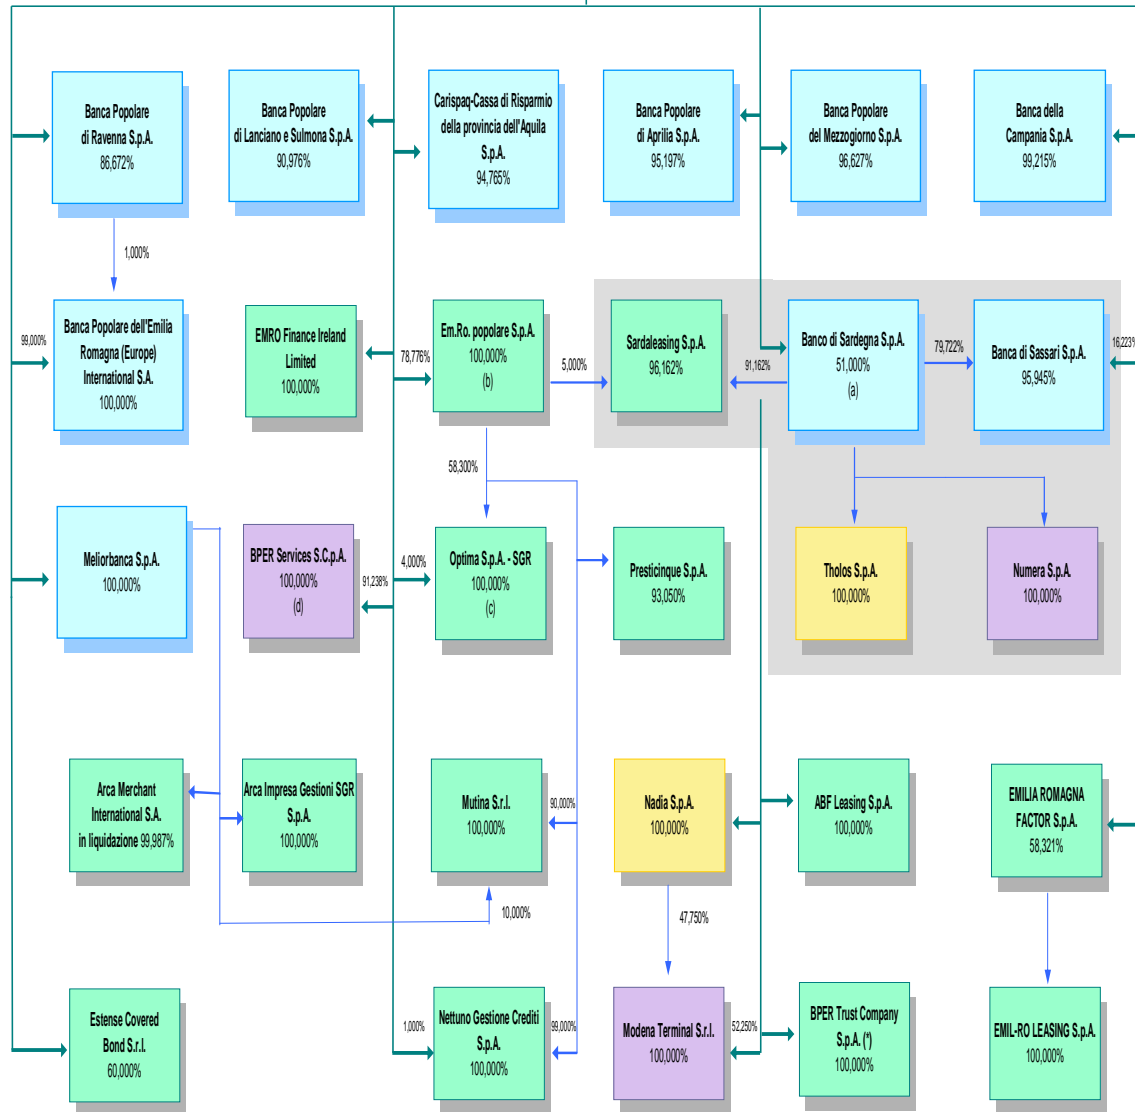 Banca Popolare
di Ravenna S.p.A.
86,672%
Banca Popolare
di Lanciano e Sulmona S.p.A.
90,976%
Carispaq-Cassa di Risparmio
della provincia dell'Aquila
S.p.A.
94,765%
Banca Popolare
di Aprilia S.p.A.
95,197%
Banca Popolare
del Mezzogiorno S.p.A.
96,627%
Banca della
Campania S.p.A.
99,215%
1,000%
99,000%
Banca Popolare dell'Emilia
Romagna (Europe)
International S.A.
100,000%
EMRO Finance Ireland
Limited
100,000%
78,776%
Em.Ro. popolare S.p.A.
100,000%
(b)
5,000%
Sardaleasing S.p.A.
96,162%
91,162%
Banco di Sardegna S.p.A.
51,000%
(a)
79,722%
Banca di Sassari S.p.A.
95,945%
16,223%
58,300%
Meliorbanca S.p.A.
100,000%
BPER Services S.C.p.A.
100,000%
(d)
91,238%
4,000%
Optima S.p.A. - SGR
100,000%
(c)
Presticinque S.p.A.
93,050%
Tholos S.p.A.
100,000%
Numera S.p.A.
100,000%
Arca Merchant
International S.A.
in liquidazione 99,987%
Arca Impresa Gestioni SGR
S.p.A.
100,000%
Mutina S.r.l.
100,000%
90,000%
Nadia S.p.A.
100,000%
ABF Leasing S.p.A.
100,000%
EMILIA ROMAGNA
FACTOR S.p.A.
58,321%
10,000%
47,750%
Estense Covered
Bond S.r.l.
60,000%
1,000%
Nettuno Gestione Crediti
S.p.A.
100,000%
99,000%
Modena Terminal S.r.l.
100,000%
52,250%
BPER Trust Company
S.p.A. (*)
100,000%
EMIL-RO LEASING S.p.A.
100,000%